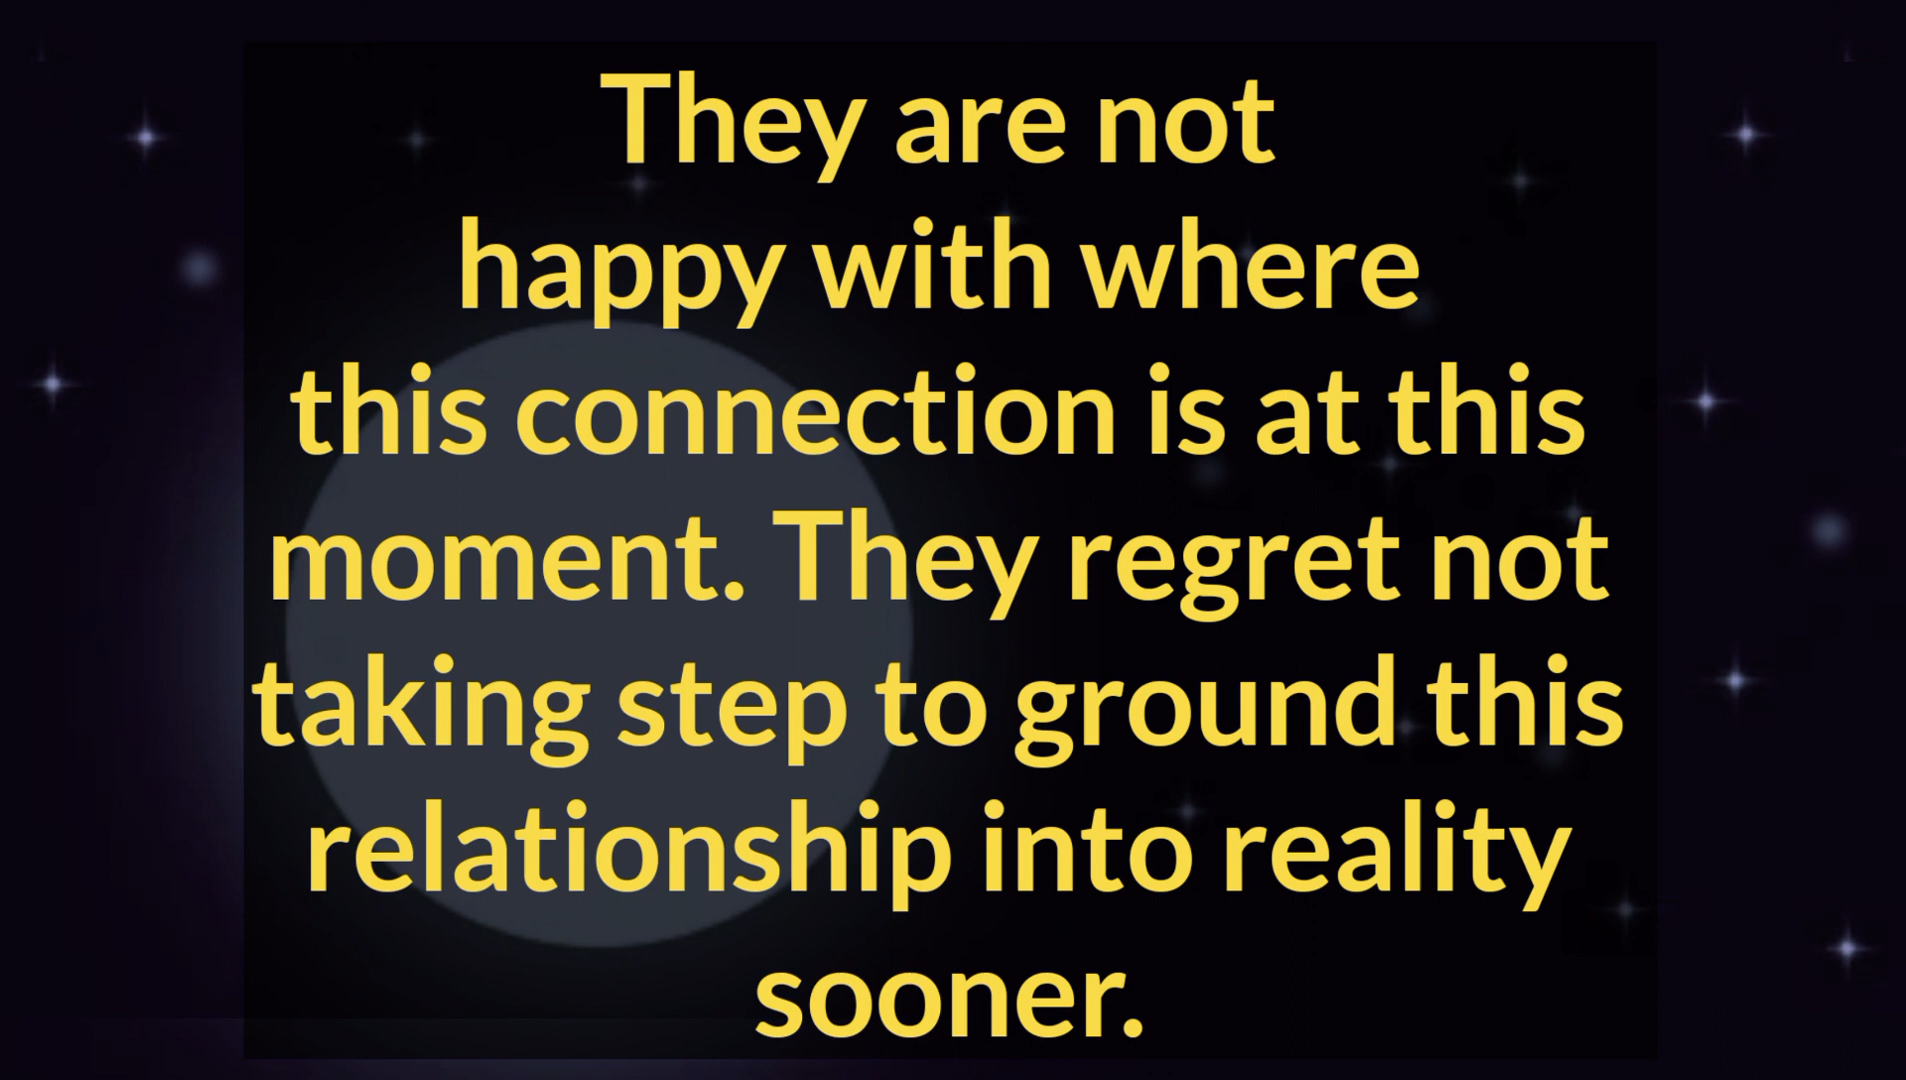 They are not
happy with where
this connection is at this
moment. They regret not
taking step to ground this
relationship into reality
sooner.